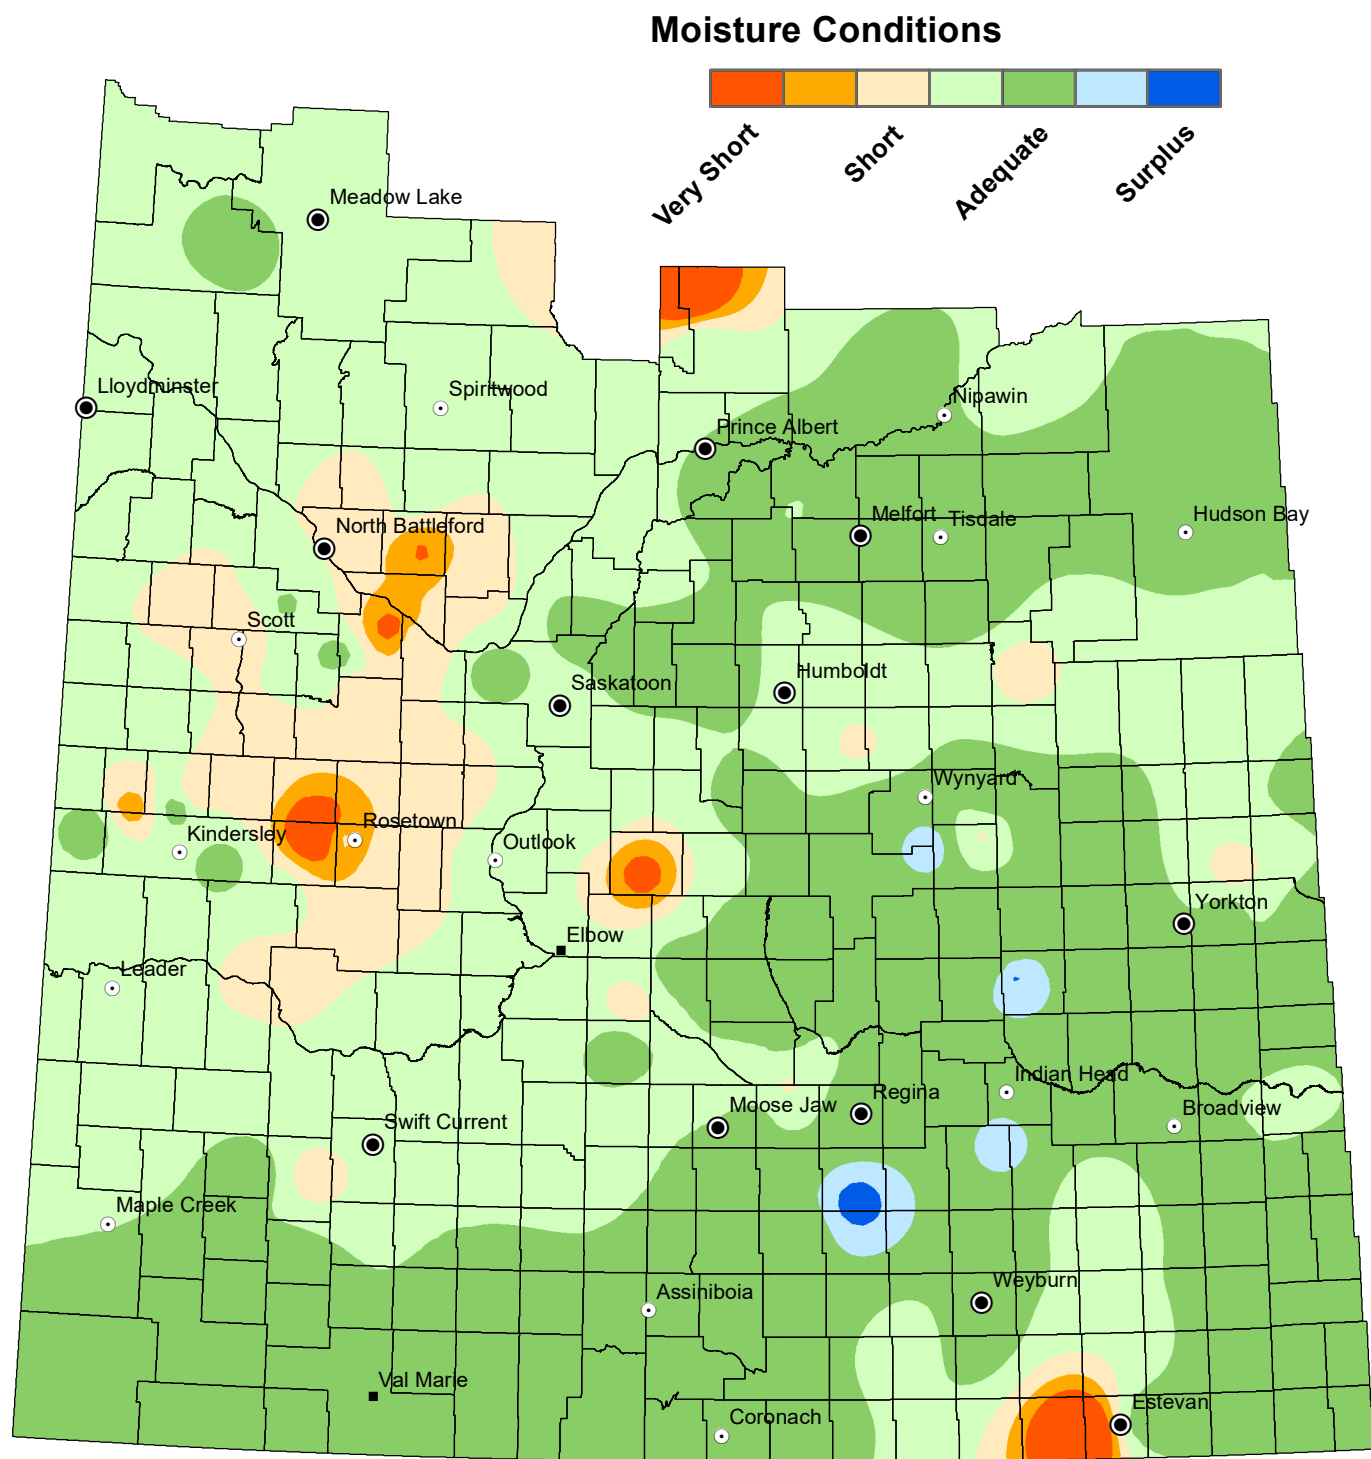 Moisture Conditions
Very Short
Short
Adequate
Surplus
Meadow Lake
Lloydminster
Spiritwood
Nipawin
Prince Albert
North Battleford
Melfort
Tisdale
Hudson Bay
Scott
Saskatoon
Humboldt
Wynyard
Rosetown
Kindersley
Outlook
Yorkton
Elbow
Leader
Indian Head
Regina
Moose Jaw
Broadview
Swift Current
Maple Creek
Weyburn
Assiniboia
Val Marie
Estevan
Coronach